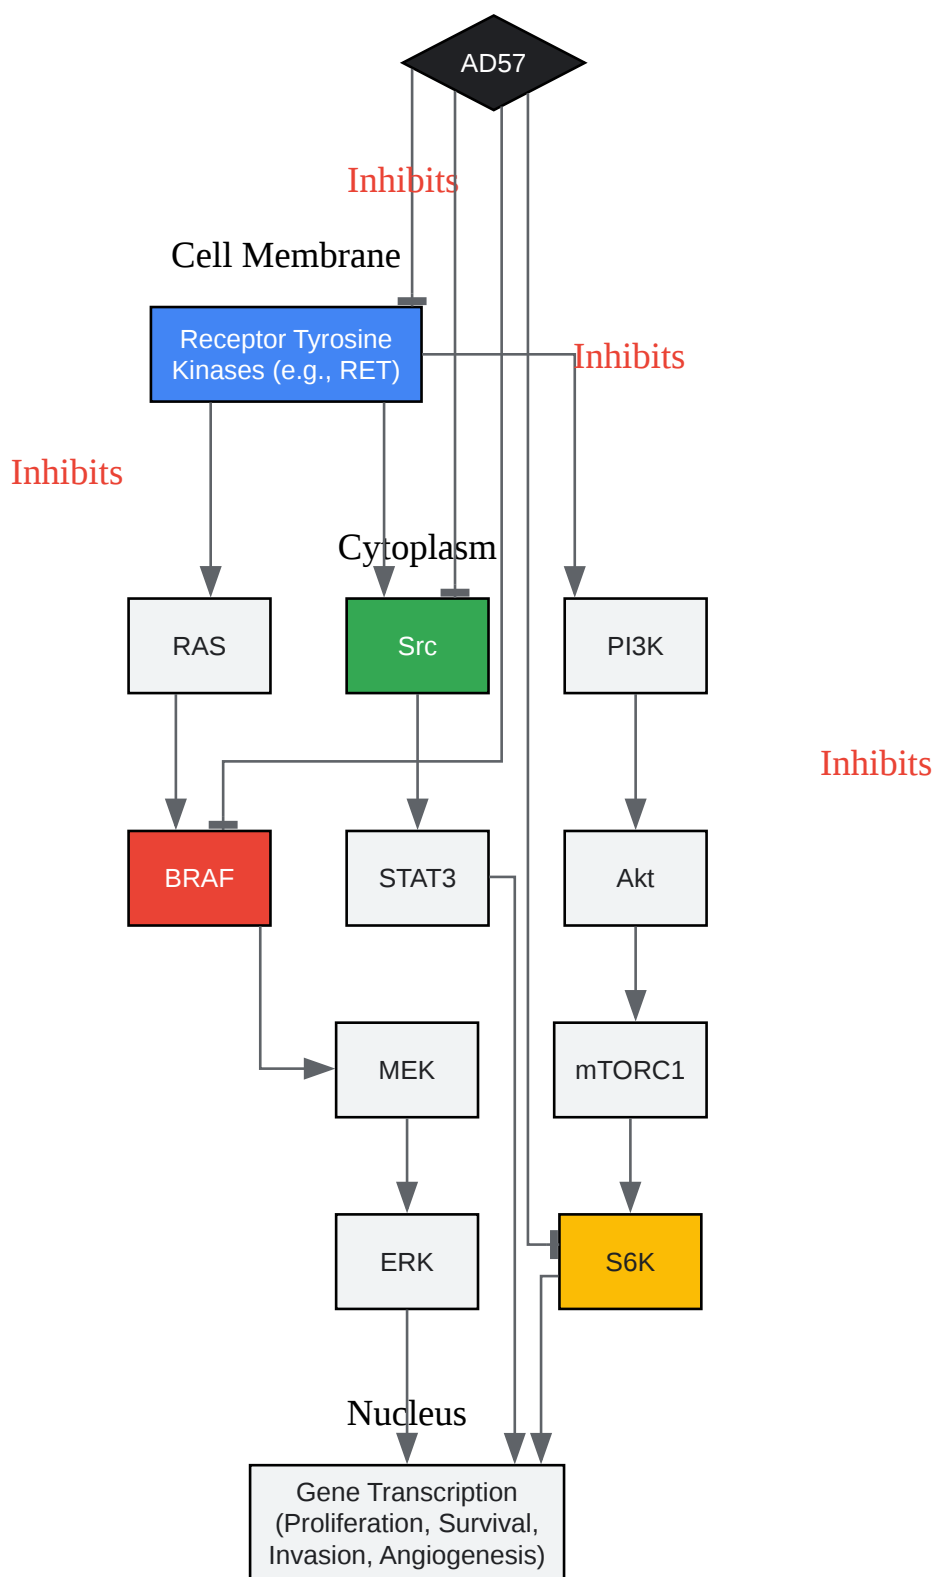 AD57
Inhibits
Cell Membrane
Receptor Tyrosine
Kinases (e.g., RET)
Inhibits
Inhibits
Cytoplasm
RAS
Src
PI3K
Inhibits
BRAF
STAT3
Akt
MEK
mTORC1
ERK
S6K
Nucleus
Gene Transcription
(Proliferation, Survival,
Invasion, Angiogenesis)